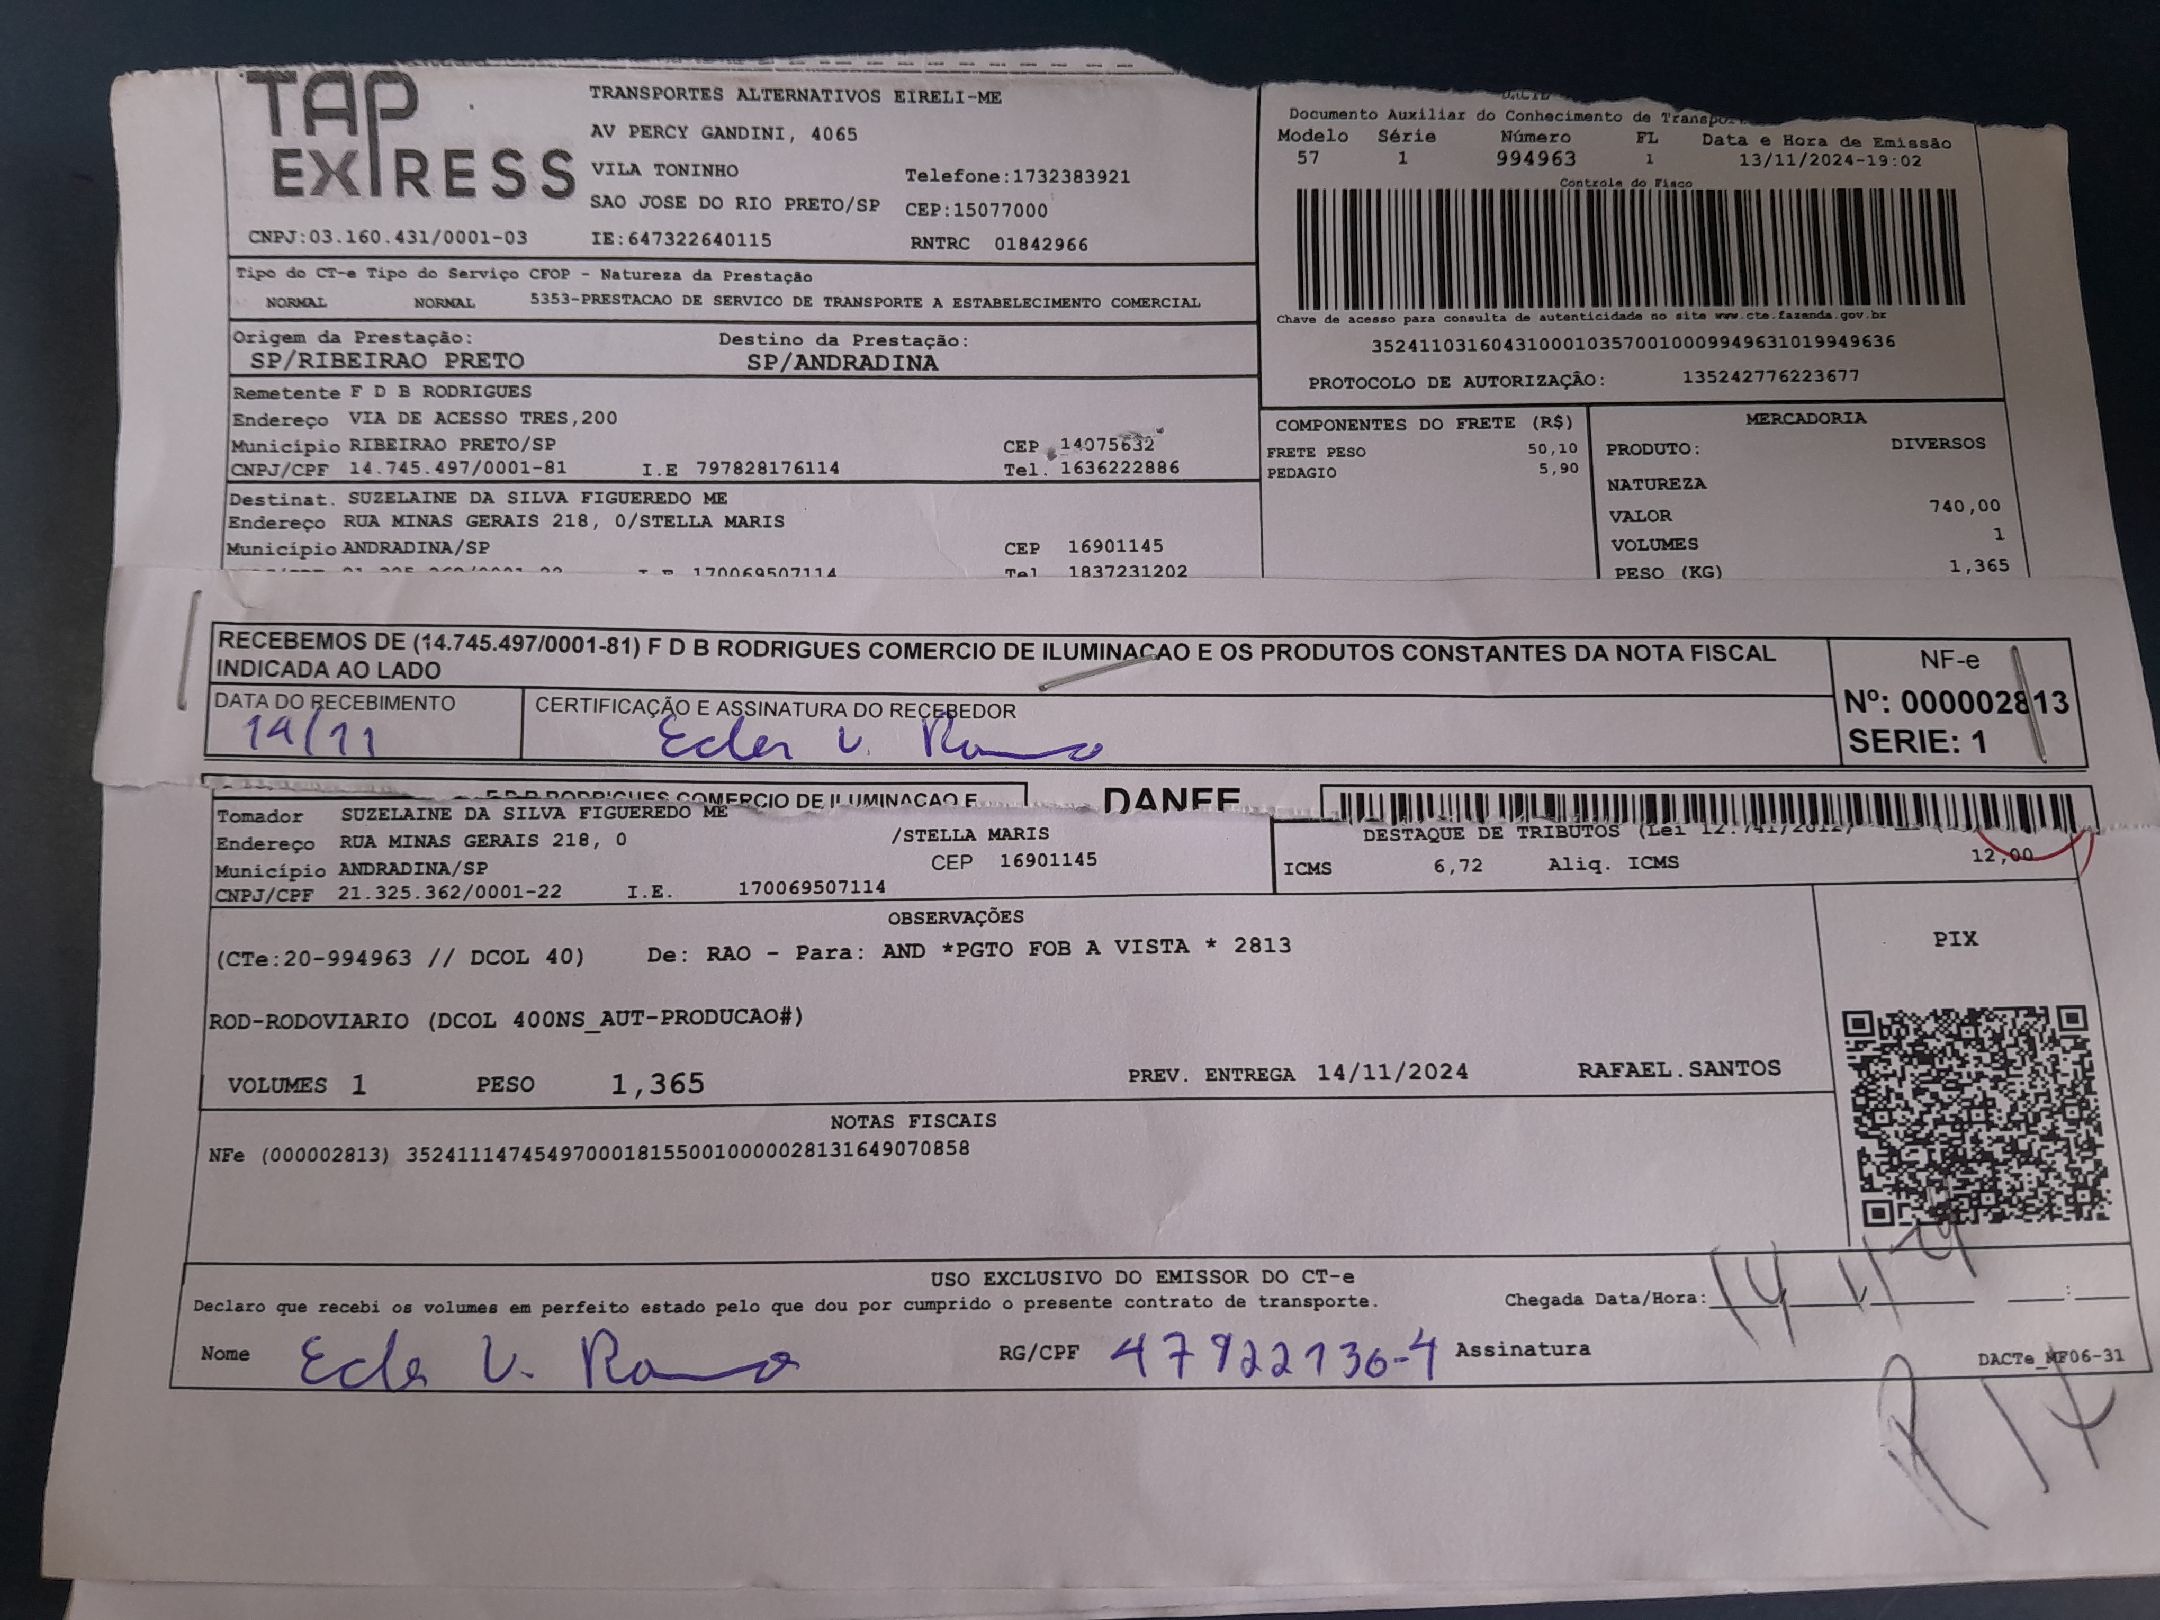 TAP EXPRESS
TRANSPORTES ALTERNATIVOS EIRELI-ME
AV PERCY GANDINI, 4065
VILA TONINHO Telefone:1732383921
SAO JOSE DO RIO PRETO/SP CEP:15077000
CNPJ:03.160.431/0001-03 IE:647322640115 RNTRC 01842966
Documento Auxiliar do Conhecimento de
Modelo Série Número FL Data e Hora de Emissão
57 1 994963 1 13/11/2024-19:02
Controle do Fisco
Chave de acesso para consulta de autenticidade no site www.cte.fazenda.gov.br
35241103160431000103570010009949631019949636
PROTOCOLO DE AUTORIZAÇÃO: 135242776223677
Tipo do CT-e Tipo do Serviço CFOP - Natureza da Prestação
NORMAL NORMAL 5353-PRESTACAO DE SERVICO DE TRANSPORTE A ESTABELECIMENTO COMERCIAL
Origem da Prestação: Destino da Prestação:
SP/RIBEIRAO PRETO SP/ANDRADINA
Remetente F D B RODRIGUES
Endereço VIA DE ACESSO TRES,200
Município RIBEIRAO PRETO/SP CEP 14075632
CNPJ/CPF 14.745.497/0001-81 I.E 797828176114 Tel. 1636222886
Destinat. SUZELAINE DA SILVA FIGUEREDO ME
Endereço RUA MINAS GERAIS 218, 0/STELLA MARIS
Município ANDRADINA/SP CEP 16901145
170069507114 Tel 1837231202
COMPONENTES DO FRETE (R$)
FRETE PESO 50,10
PEDAGIO 5,90
MERCADORIA
PRODUTO: DIVERSOS
NATUREZA
VALOR 740,00
VOLUMES 1
PESO (KG) 1,365
RECEBEMOS DE (14.745.497/0001-81) F D B RODRIGUES COMERCIO DE ILUMINACAO E OS PRODUTOS CONSTANTES DA NOTA FISCAL
INDICADA AO LADO
DATA DO RECEBIMENTO CERTIFICAÇÃO E ASSINATURA DO RECEBEDOR
14/11
NF-e
Nº: 000002813
SERIE: 1
F D B RODRIGUES COMERCIO DE ILUMINACAO E DANFE
Tomador SUZELAINE DA SILVA FIGUEREDO ME
Endereço RUA MINAS GERAIS 218, 0 /STELLA MARIS
Município ANDRADINA/SP CEP 16901145
CNPJ/CPF 21.325.362/0001-22 I.E. 170069507114
DESTAQUE DE TRIBUTOS (Lei 12.741/2012)
ICMS 6,72 Aliq. ICMS 12,00
OBSERVAÇÕES
(CTe:20-994963 // DCOL 40) De: RAO - Para: AND *PGTO FOB A VISTA * 2813
ROD-RODOVIARIO (DCOL 400NS_AUT-PRODUCAO#)
VOLUMES 1 PESO 1,365 PREV. ENTREGA 14/11/2024 RAFAEL.SANTOS
PIX
NOTAS FISCAIS
NFe (000002813) 35241114745497000181550010000028131649070858
USO EXCLUSIVO DO EMISSOR DO CT-e
Declaro que recebi os volumes em perfeito estado pelo que dou por cumprido o presente contrato de transporte. Chegada Data/Hora: 14 11
Nome RG/CPF 47922136-4 Assinatura
DACTe_MF06-31
PIX